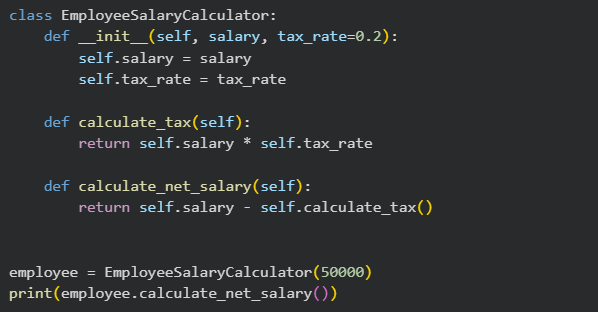 class EmployeeSalaryCalculator:
    def __init__(self, salary, tax_rate=0.2):
        self.salary = salary
        self.tax_rate = tax_rate

    def calculate_tax(self):
        return self.salary * self.tax_rate

    def calculate_net_salary(self):
        return self.salary - self.calculate_tax()


employee = EmployeeSalaryCalculator(50000)
print(employee.calculate_net_salary())